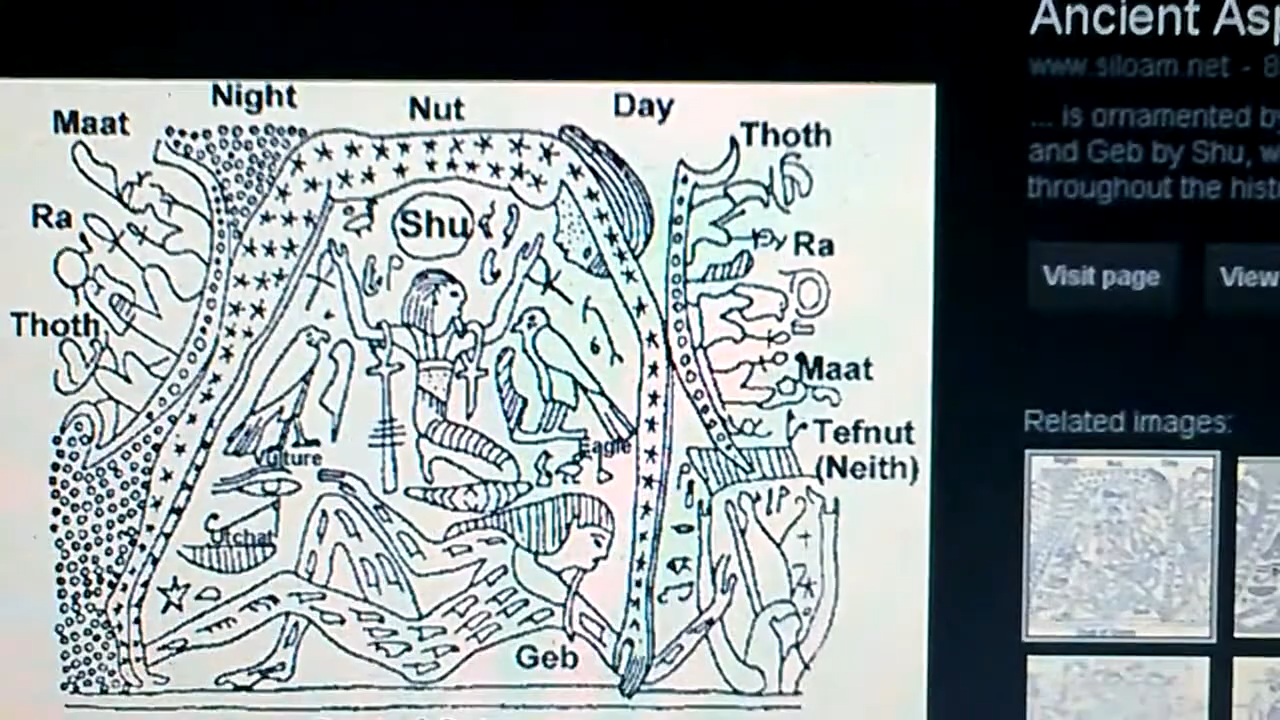 Maat
Night
Nut
Day
Thoth
Ra
Shu
Ra
Thoth
Maat
Vulture
Eagle
Tefnut
(Neith)
Utchat
Geb
Ancient Asp
www.siloam.net - 8
... is ornamented b
and Geb by Shu, w
throughout the hist
Visit page
View
Related images: